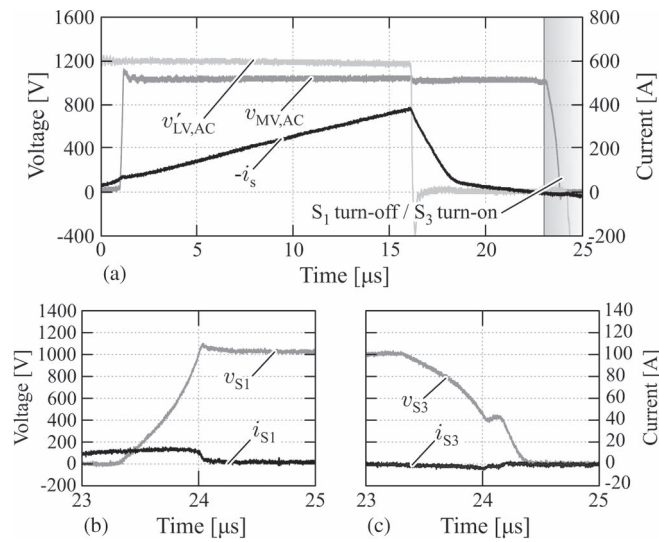 1600
1200
800
400
0
-400
Voltage [V]
800
600
400
200
0
-200
Current [A]
v′LV,AC
vMV,AC
-is
S1 turn-off / S3 turn-on
0
5
10
15
20
25
(a)
Time [μs]
1400
1200
1000
800
600
400
200
0
-200
Voltage [V]
vS1
iS1
23
24
25
(b)
Time [μs]
140
120
100
80
60
40
20
0
-20
Current [A]
vS3
iS3
23
24
25
(c)
Time [μs]